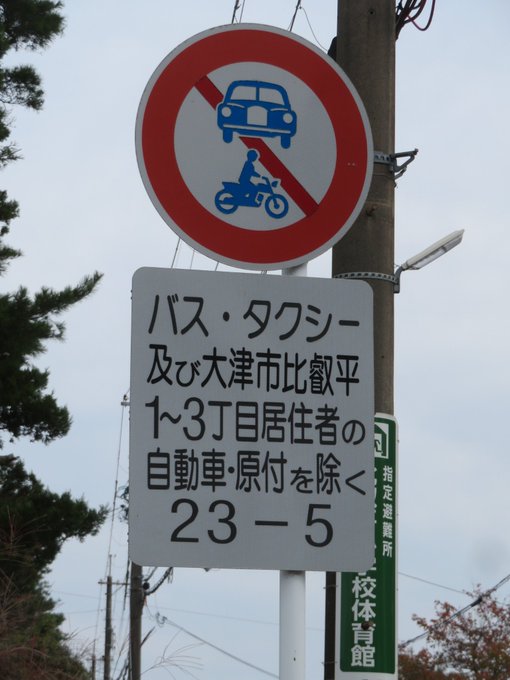 バス・タクシー
及び大津市比叡平
1~3丁目居住者の
自動車・原付を除く
23-5
指定避難所
校体育館